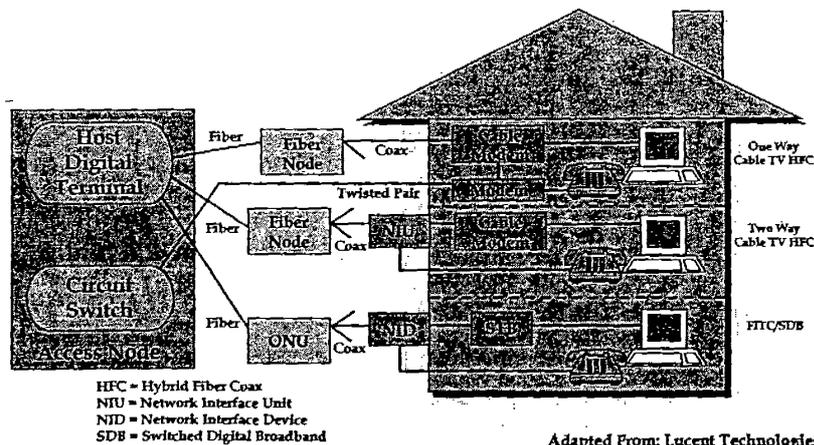 Host
Digital
Terminal
Circuit
Switch
Access Node
Fiber
Fiber
Node
Coax
Twisted Pair
Modem
Cable
Modem
One Way
Cable TV HFC
Fiber
Fiber
Node
Coax
NIU
Cable
Modem
Two Way
Cable TV HFC
Fiber
ONU
Coax
NID
STB
FITC/SDB
HFC = Hybrid Fiber Coax
NIU = Network Interface Unit
NID = Network Interface Device
SDB = Switched Digital Broadband
Adapted From: Lucent Technologies